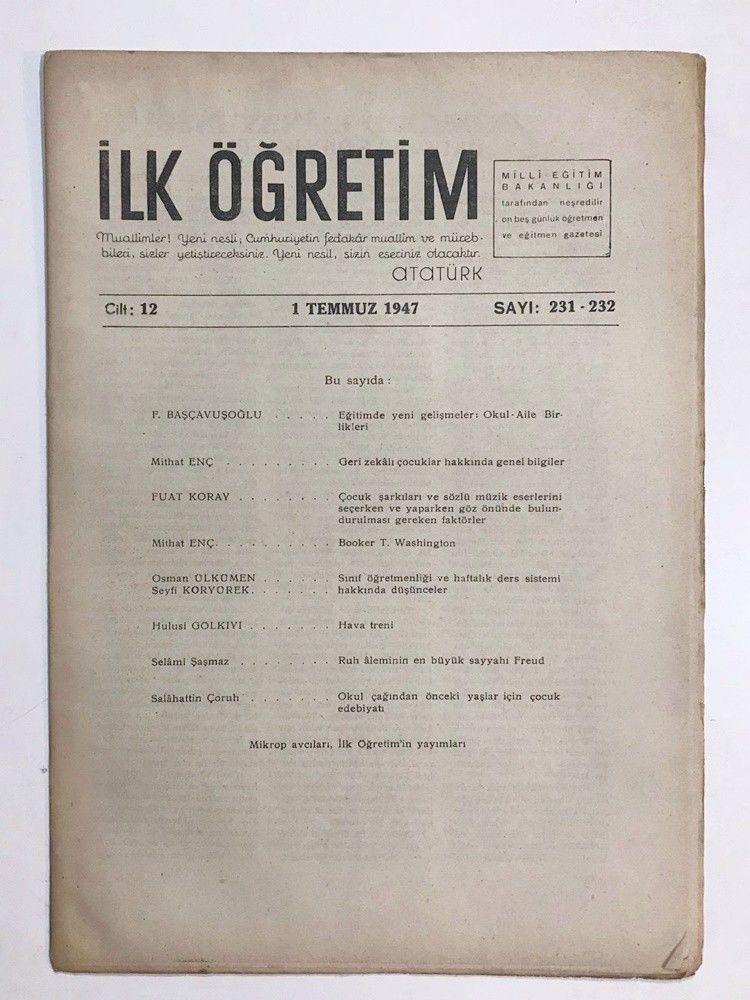 İLK ÖĞRETİM
MİLLİ EĞİTİM
BAKANLIĞI
tarafından neşredilir
on beş günlük öğretmen
ve eğitmen gazetesi
Muallimler! Yeni nesli, Cumhuriyetin fedakâr muallim ve müreb-
bileri, sizler yetiştireceksiniz. Yeni nesil, sizin eseriniz olacaktır.
ATATÜRK
Cilt: 12 1 TEMMUZ 1947 SAYI: 231 - 232
Bu sayıda :
F. BAŞÇAVUŞOĞLU . . . . . Eğitimde yeni gelişmeler: Okul - Aile Bir-
likleri
Mithat ENÇ . . . . . . . . . Geri zekâlı çocuklar hakkında genel bilgiler
FUAT KORAY . . . . . . . . Çocuk şarkıları ve sözlü müzik eserlerini
seçerken ve yaparken göz önünde bulun-
durulması gereken faktörler
Mithat ENÇ. . . . . . . . . . Booker T. Washington
Osman ÜLKÜMEN . . . . . . Sınıf öğretmenliği ve haftalık ders sistemi
Seyfi KORYÜREK. . . . . . . hakkında düşünceler
Hulusi GÖLKIYI . . . . . . . Hava treni
Selâmi Şaşmaz . . . . . . . . Ruh âleminin en büyük sayyahı Freud
Salâhattin Çoruh . . . . . . . Okul çağından önceki yaşlar için çocuk
edebiyatı
Mikrop avcıları, İlk Öğretim'in yayımları